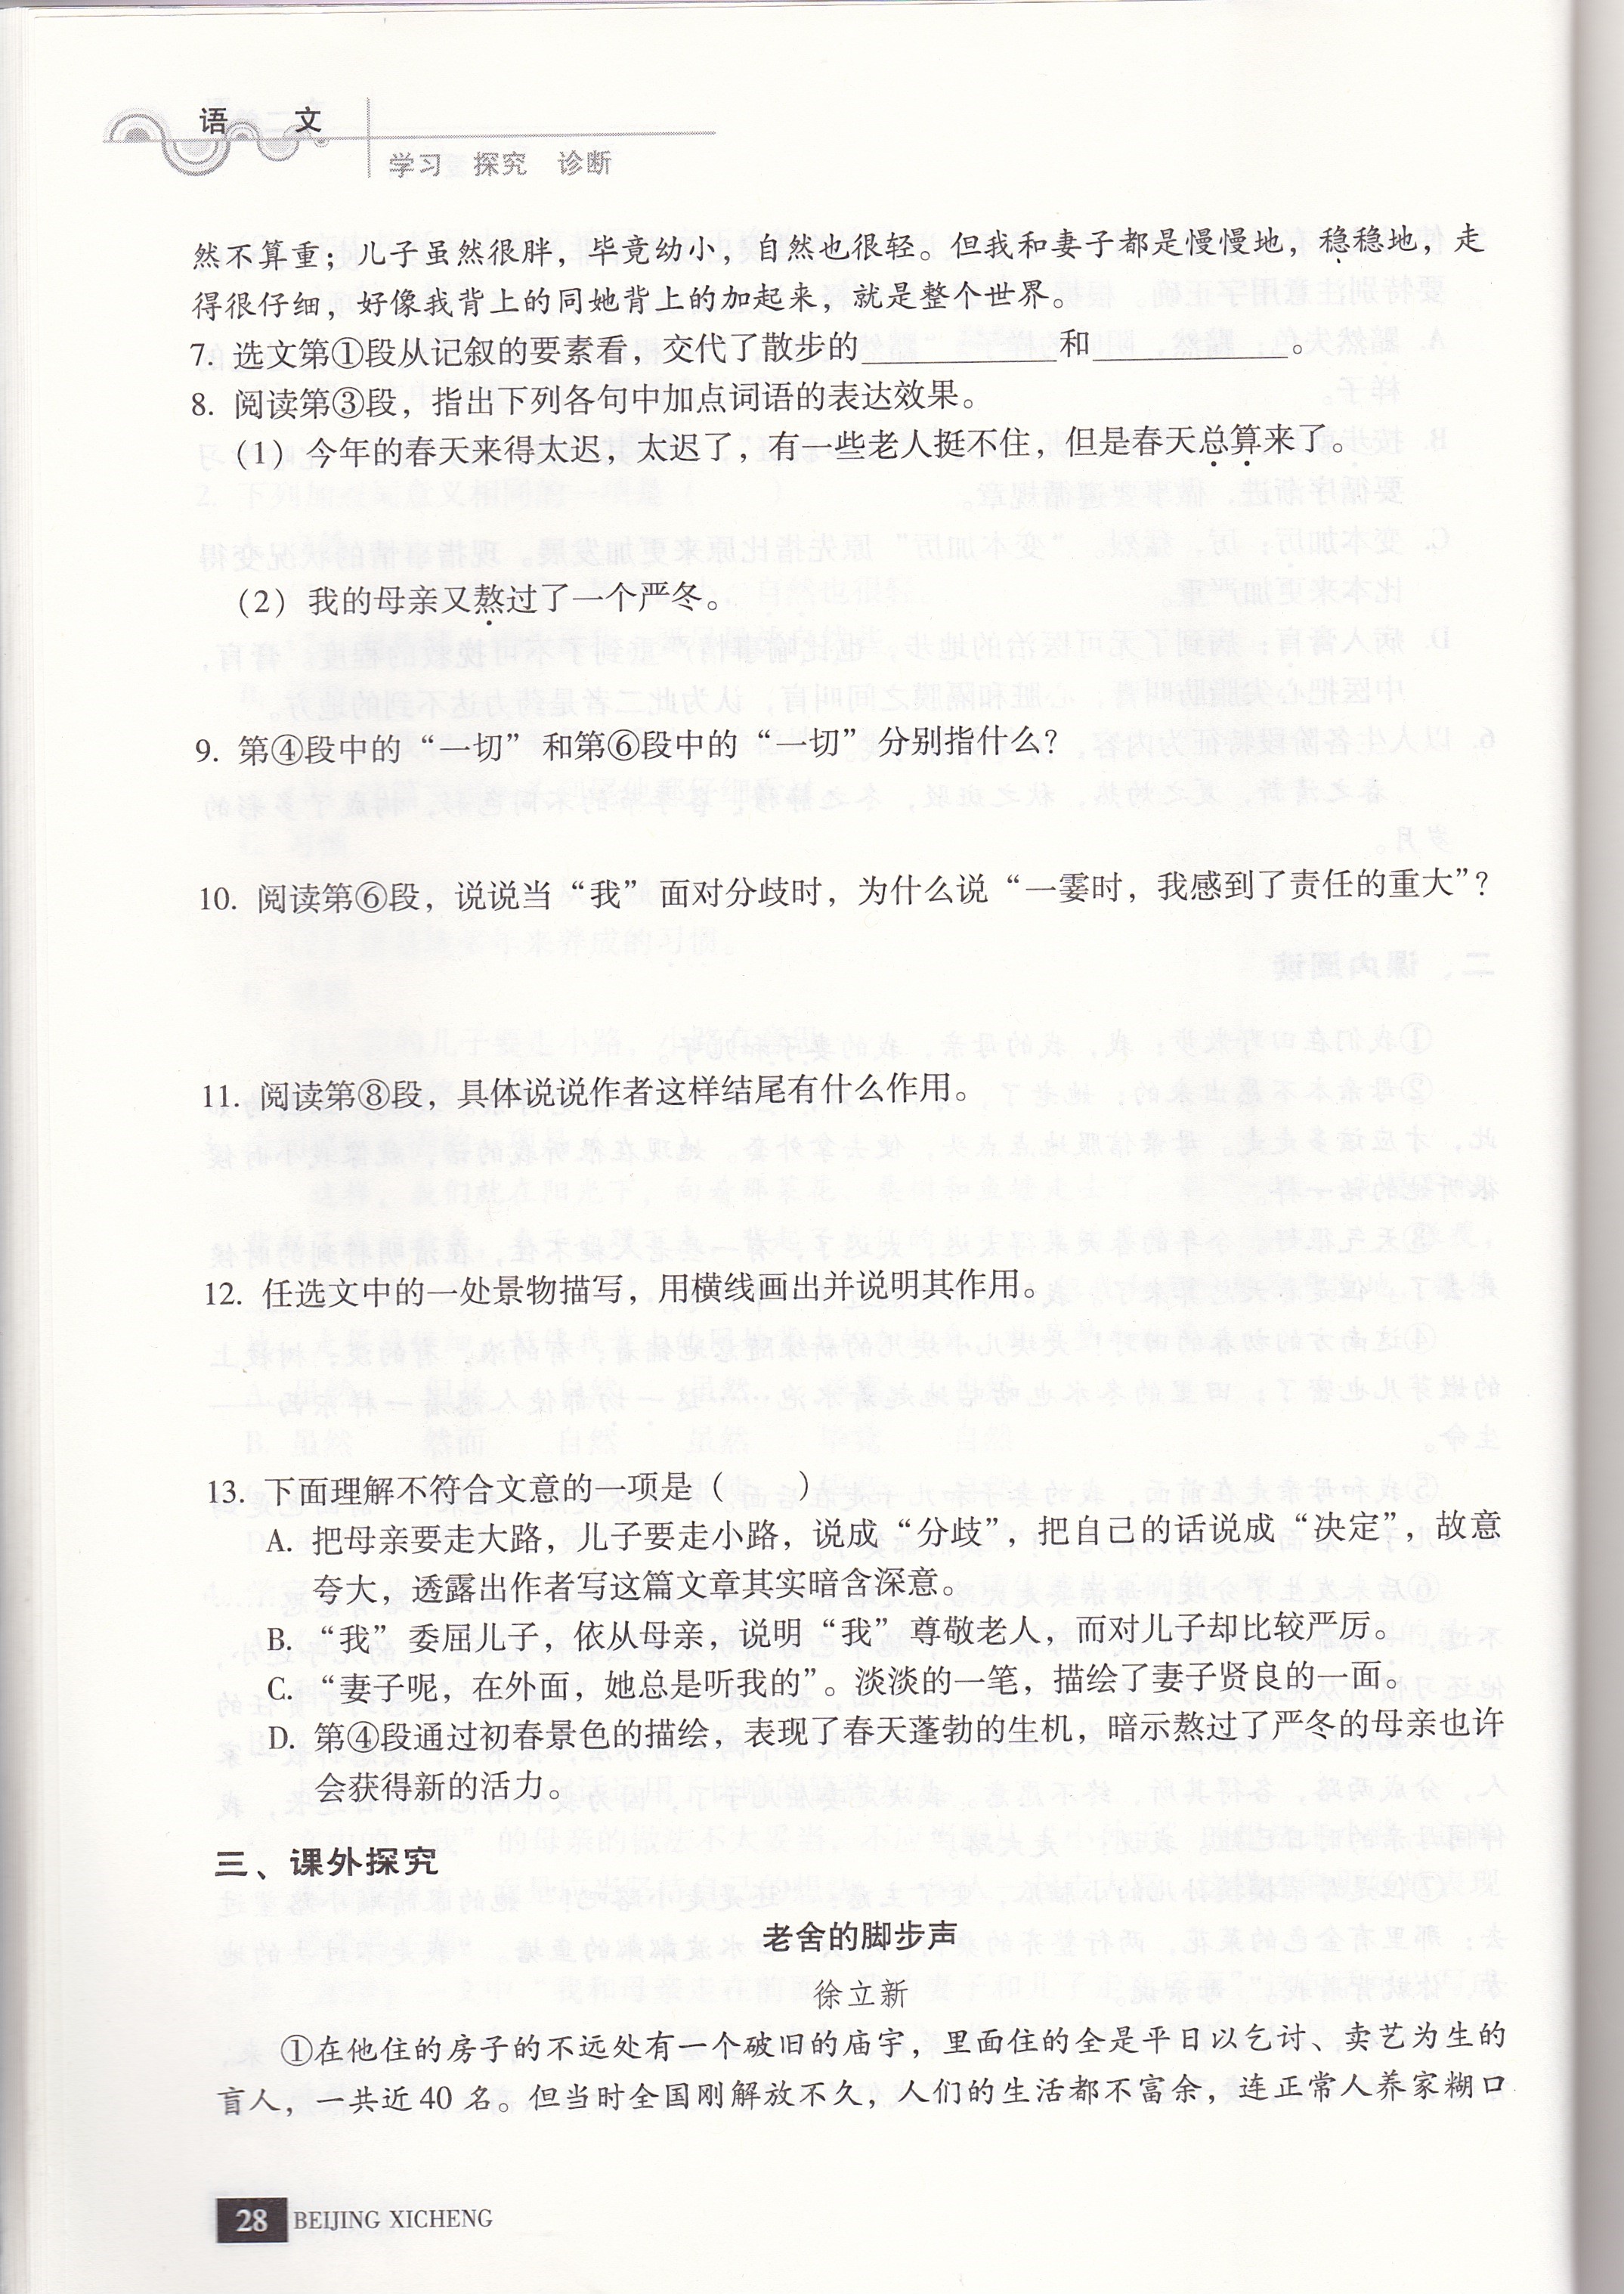 语 文
学习 探究 诊断
然不算重；儿子虽然很胖，毕竟幼小，自然也很轻。但我和妻子都是慢慢地，稳稳地，走
得很仔细，好像我背上的同她背上的加起来，就是整个世界。
7. 选文第①段从记叙的要素看，交代了散步的____________和____________。
8. 阅读第③段，指出下列各句中加点词语的表达效果。
（1）今年的春天来得太迟，太迟了，有一些老人挺不住，但是春天总算来了。
（2）我的母亲又熬过了一个严冬。
9. 第④段中的“一切”和第⑥段中的“一切”分别指什么？
10. 阅读第⑥段，说说当“我”面对分歧时，为什么说“一霎时，我感到了责任的重大”？
11. 阅读第⑧段，具体说说作者这样结尾有什么作用。
12. 任选文中的一处景物描写，用横线画出并说明其作用。
13. 下面理解不符合文意的一项是（　　）
A. 把母亲要走大路，儿子要走小路，说成“分歧”，把自己的话说成“决定”，故意
夸大，透露出作者写这篇文章其实暗含深意。
B. “我”委屈儿子，依从母亲，说明“我”尊敬老人，而对儿子却比较严厉。
C. “妻子呢，在外面，她总是听我的”。淡淡的一笔，描绘了妻子贤良的一面。
D. 第④段通过初春景色的描绘，表现了春天蓬勃的生机，暗示熬过了严冬的母亲也许
会获得新的活力。
三、课外探究
老舍的脚步声
徐立新
①在他住的房子的不远处有一个破旧的庙宇，里面住的全是平日以乞讨、卖艺为生的
盲人，一共近40名。但当时全国刚解放不久，人们的生活都不富余，连正常人养家糊口
28 BEIJING XICHENG